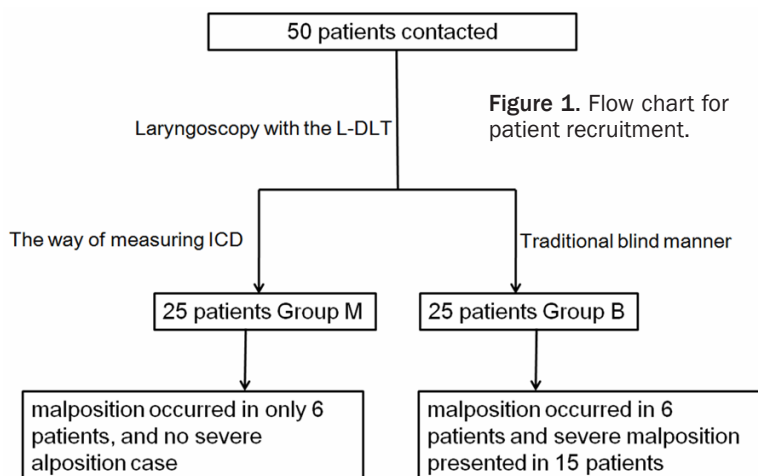 50 patients contacted
Figure 1. Flow chart for
patient recruitment.
Laryngoscopy with the L-DLT
The way of measuring ICD
Traditional blind manner
25 patients Group M
25 patients Group B
malposition occurred in only 6
patients, and no severe
alposition case
malposition occurred in 6
patients and severe malposition
presented in 15 patients